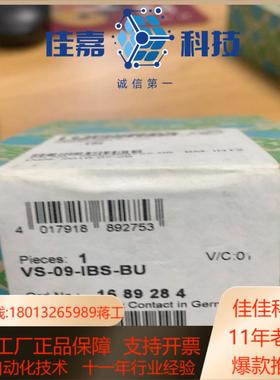 佳嘉 科技
诚信第一
4 017918 892753
Pieces: 1
VS-09-IBS-BU
V/C:0
16 89 28 4
Contact in Germ
线:18013265989蒋工
佳佳科
工厂正品保障 支持开票
11年老
自动化技术 十一年行业经验
爆款推